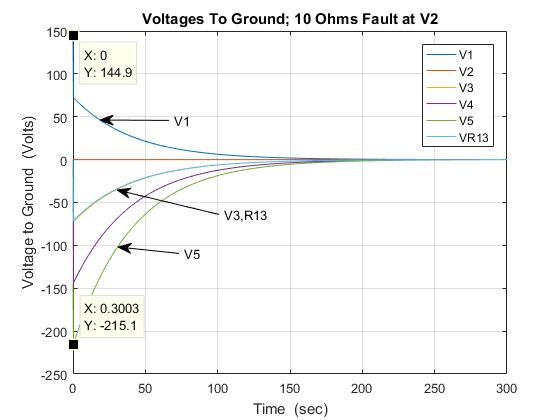 Voltages To Ground; 10 Ohms Fault at V2
150
100
50
0
-50
-100
-150
-200
-250
Voltage to Ground (Volts)
X: 0
Y: 144.9
V1
V2
V3
V4
V5
VR13
V1
V3,R13
V5
X: 0.3003
Y: -215.1
0
50
100
150
200
250
300
Time (sec)